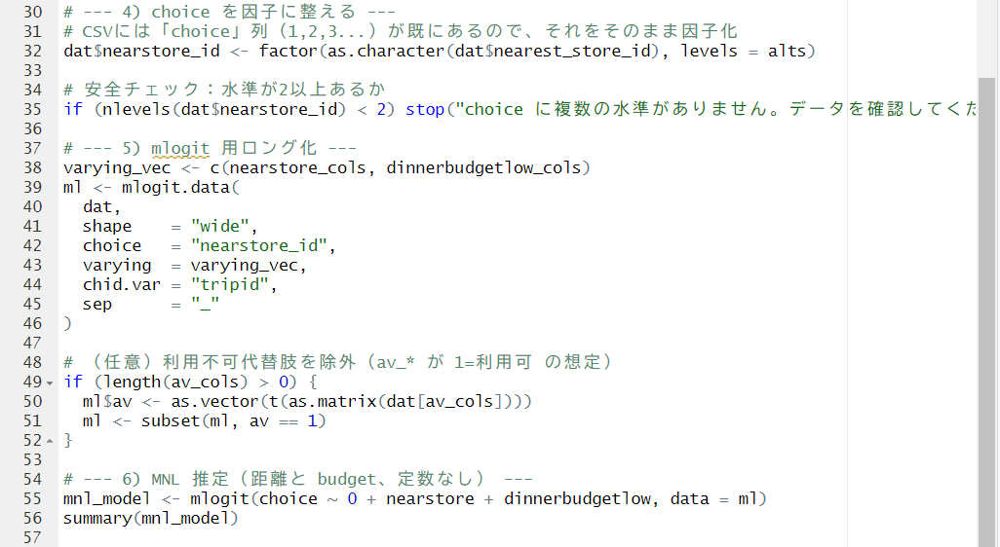 30 # --- 4) choice を因子に整える ---
31 # CSVには「choice」列（1,2,3...）が既にあるので、それをそのまま因子化
32 dat$nearstore_id <- factor(as.character(dat$nearest_store_id), levels = alts)
33
34 # 安全チェック：水準が2以上あるか
35 if (nlevels(dat$nearstore_id) < 2) stop("choice に複数の水準がありません。データを確認してくだ
36
37 # --- 5) mlogit 用ロング化 ---
38 varying_vec <- c(nearstore_cols, dinnerbudgetlow_cols)
39 ml <- mlogit.data(
40   dat,
41   shape    = "wide",
42   choice   = "nearstore_id",
43   varying  = varying_vec,
44   chid.var = "tripid",
45   sep      = "_"
46 )
47
48 # （任意）利用不可代替肢を除外（av_* が 1=利用可 の想定）
49 if (length(av_cols) > 0) {
50   ml$av <- as.vector(t(as.matrix(dat[av_cols])))
51   ml <- subset(ml, av == 1)
52 }
53
54 # --- 6) MNL 推定（距離と budget、定数なし） ---
55 mnl_model <- mlogit(choice ~ 0 + nearstore + dinnerbudgetlow, data = ml)
56 summary(mnl_model)
57